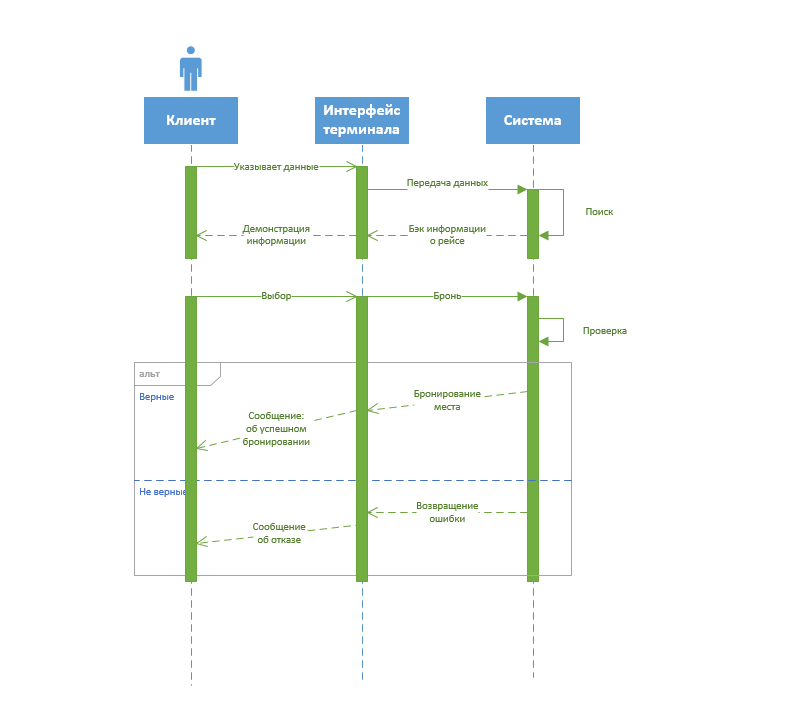 Клиент
Интерфейс
терминала
Система
Указывает данные
Передача данных
Поиск
Демонстрация
информации
Бэк информации
о рейсе
Выбор
Бронь
Проверка
альт
Верные
Бронирование
места
Сообщение:
об успешном
бронировании
Не верные
Возвращение
ошибки
Сообщение
об отказе